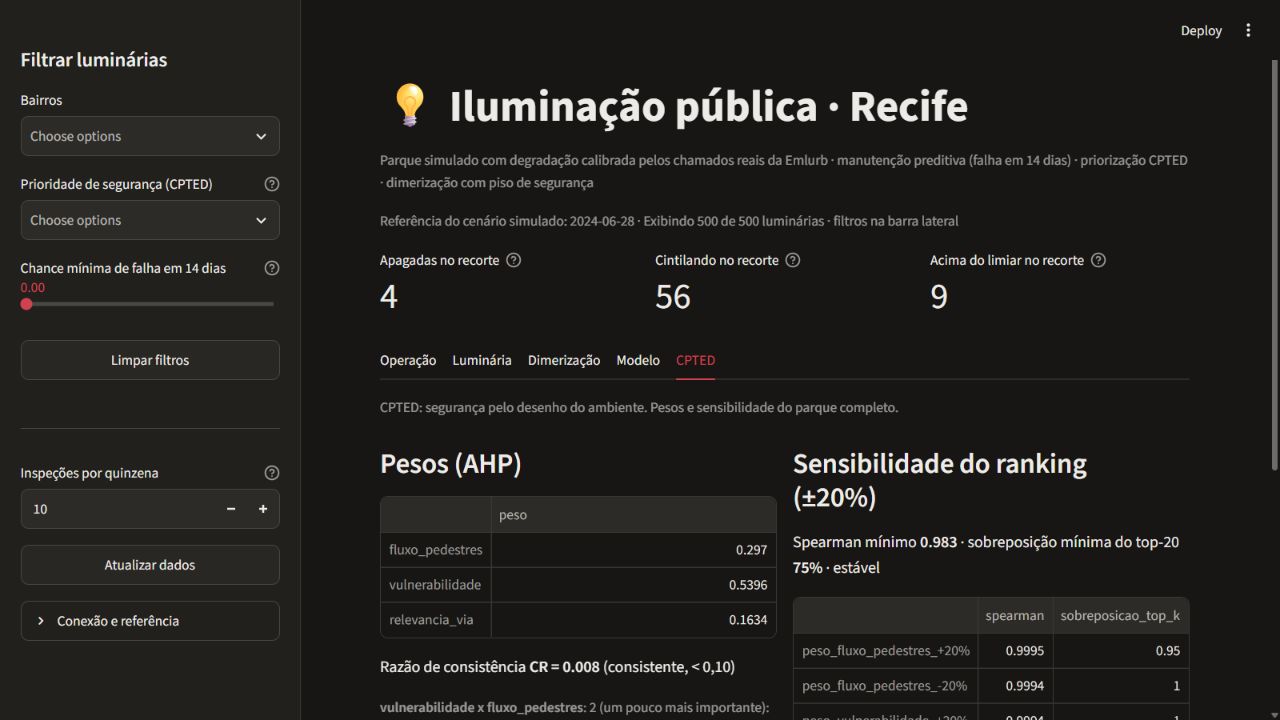 Deploy
Filtrar luminárias
Bairros
Choose options
Prioridade de segurança (CPTED)
Choose options
Chance mínima de falha em 14 dias
0.00
Limpar filtros
Inspeções por quinzena
10
Atualizar dados
Conexão e referência
Iluminação pública · Recife
Parque simulado com degradação calibrada pelos chamados reais da Emlurb · manutenção preditiva (falha em 14 dias) · priorização CPTED
· dimerização com piso de segurança
Referência do cenário simulado: 2024-06-28 · Exibindo 500 de 500 luminárias · filtros na barra lateral
Apagadas no recorte
4
Cintilando no recorte
56
Acima do limiar no recorte
9
Operação Luminária Dimerização Modelo CPTED
CPTED: segurança pelo desenho do ambiente. Pesos e sensibilidade do parque completo.
Pesos (AHP)
peso
fluxo_pedestres 0.297
vulnerabilidade 0.5396
relevancia_via 0.1634
Razão de consistência CR = 0.008 (consistente, < 0,10)
vulnerabilidade x fluxo_pedestres: 2 (um pouco mais importante):
Sensibilidade do ranking
(±20%)
Spearman mínimo 0.983 · sobreposição mínima do top-20
75% · estável
spearman sobreposicao_top_k
peso_fluxo_pedestres_+20% 0.9995 0.95
peso_fluxo_pedestres_-20% 0.9994 1